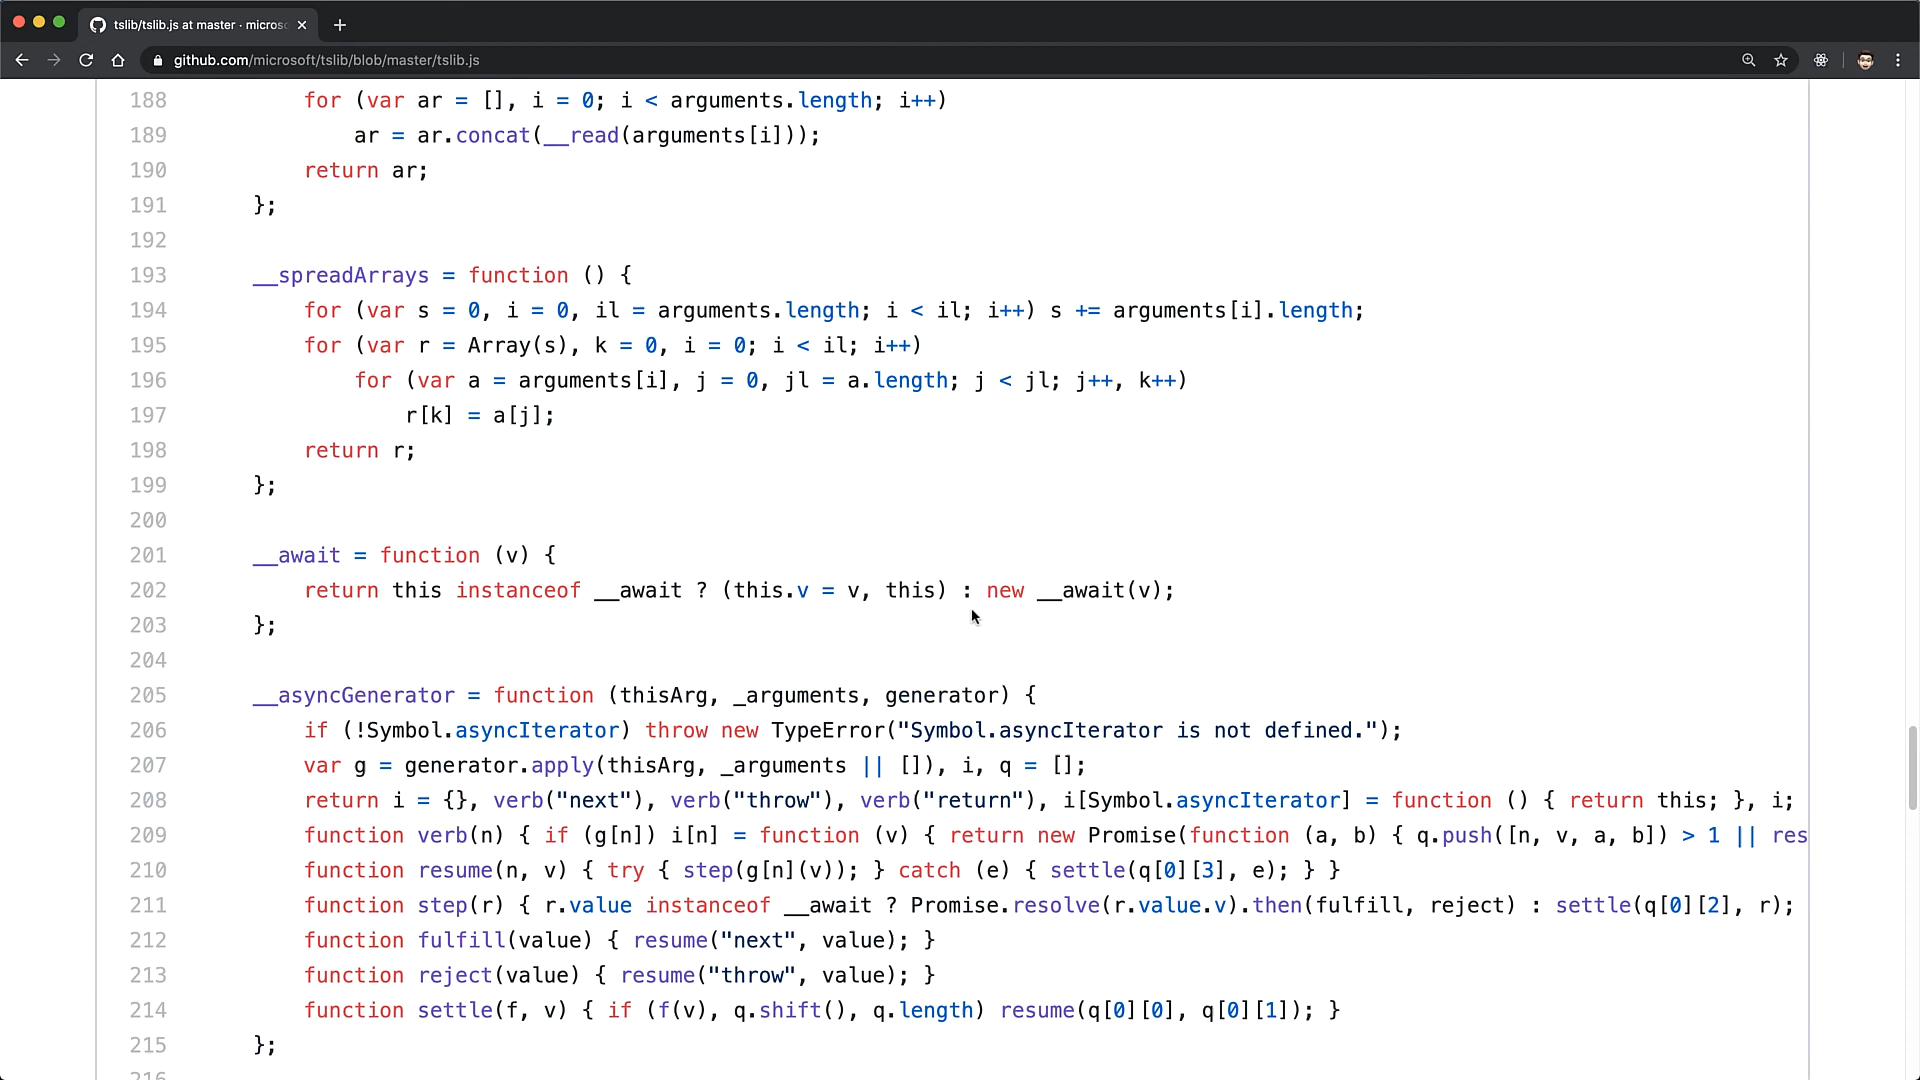 tslib/tslib.js at master · micros
github.com/microsoft/tslib/blob/master/tslib.js
188 for (var ar = [], i = 0; i < arguments.length; i++)
189 ar = ar.concat(__read(arguments[i]));
190 return ar;
191 };
192
193 __spreadArrays = function () {
194 for (var s = 0, i = 0, il = arguments.length; i < il; i++) s += arguments[i].length;
195 for (var r = Array(s), k = 0, i = 0; i < il; i++)
196 for (var a = arguments[i], j = 0, jl = a.length; j < jl; j++, k++)
197 r[k] = a[j];
198 return r;
199 };
200
201 __await = function (v) {
202 return this instanceof __await ? (this.v = v, this) : new __await(v);
203 };
204
205 __asyncGenerator = function (thisArg, _arguments, generator) {
206 if (!Symbol.asyncIterator) throw new TypeError("Symbol.asyncIterator is not defined.");
207 var g = generator.apply(thisArg, _arguments || []), i, q = [];
208 return i = {}, verb("next"), verb("throw"), verb("return"), i[Symbol.asyncIterator] = function () { return this; }, i;
209 function verb(n) { if (g[n]) i[n] = function (v) { return new Promise(function (a, b) { q.push([n, v, a, b]) > 1 || res
210 function resume(n, v) { try { step(g[n](v)); } catch (e) { settle(q[0][3], e); } }
211 function step(r) { r.value instanceof __await ? Promise.resolve(r.value.v).then(fulfill, reject) : settle(q[0][2], r);
212 function fulfill(value) { resume("next", value); }
213 function reject(value) { resume("throw", value); }
214 function settle(f, v) { if (f(v), q.shift(), q.length) resume(q[0][0], q[0][1]); }
215 };
216